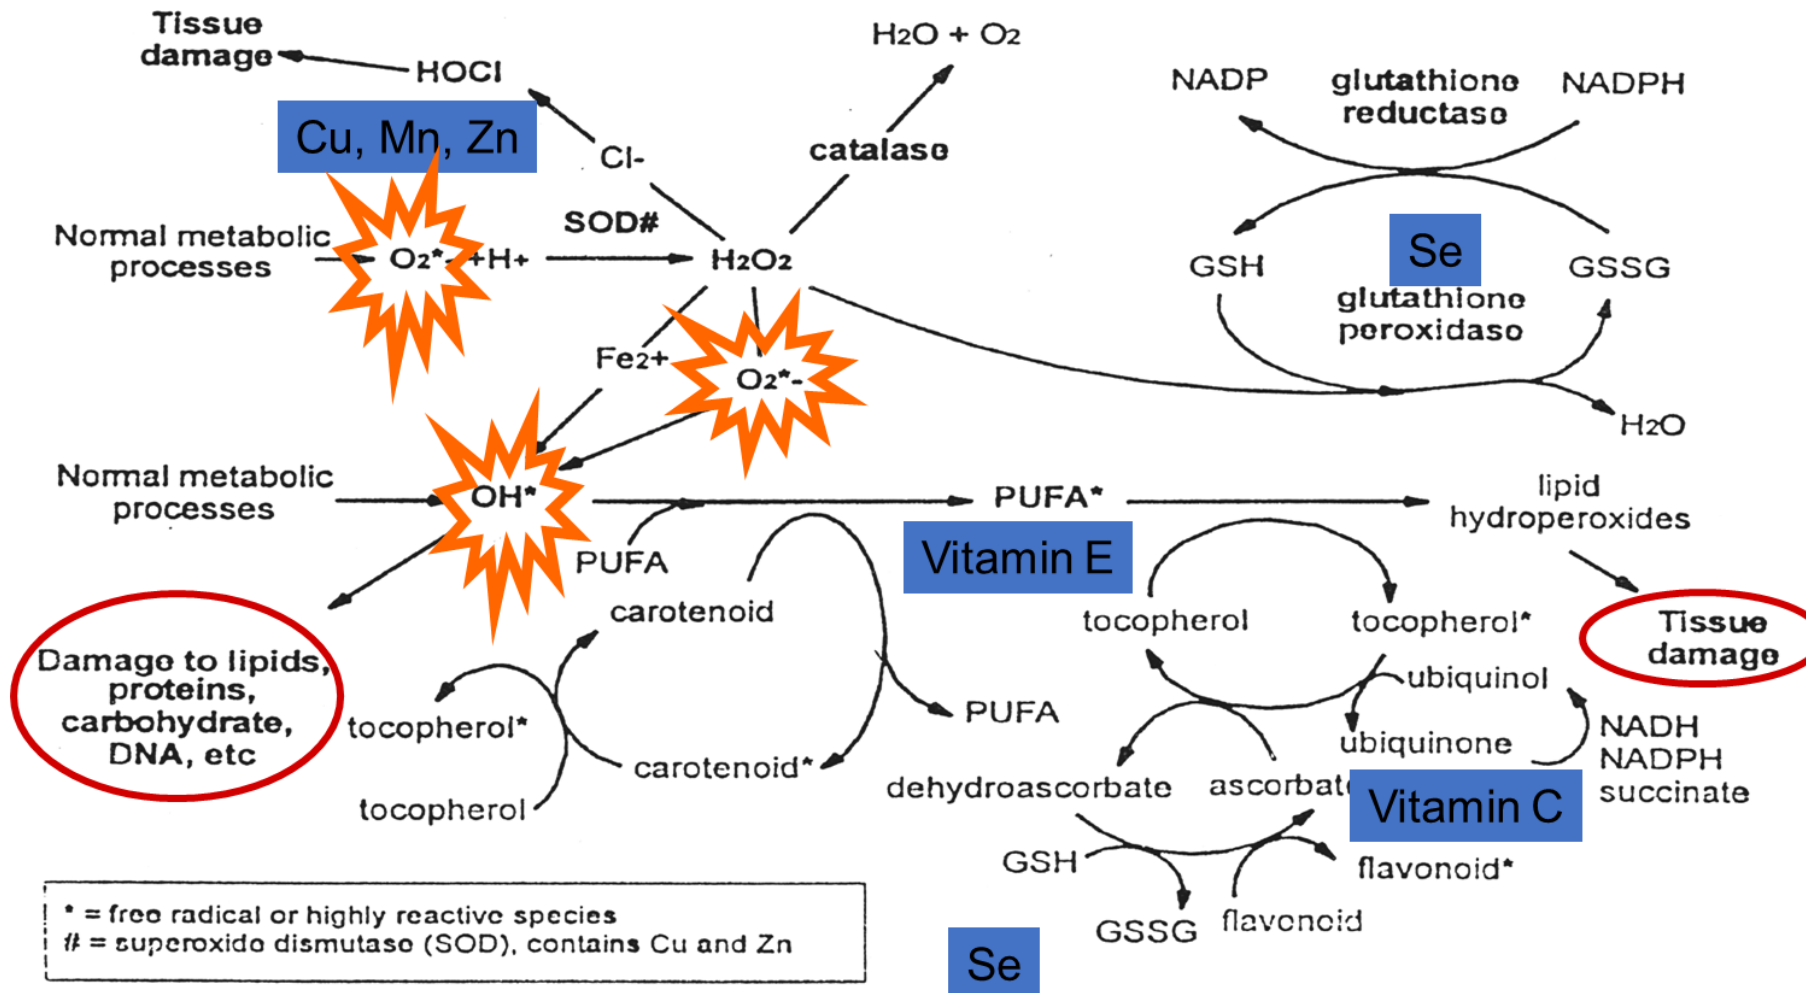 Tissue
damage
HOCl
Cu, Mn, Zn
Cl-
H2O + O2
catalase
NADP
glutathione
reductase
NADPH
Normal metabolic
processes
O2*- +H+
SOD#
H2O2
GSH
Se
GSSG
glutathione
peroxidase
Fe2+
O2*-
H2O
Normal metabolic
processes
OH*
PUFA
PUFA*
lipid
hydroperoxides
Vitamin E
carotenoid
tocopherol
tocopherol*
Tissue
damage
Damage to lipids,
proteins,
carbohydrate,
DNA, etc
tocopherol*
carotenoid*
tocopherol
PUFA
ubiquinol
ubiquinone
NADH
NADPH
succinate
dehydroascorbate
ascorbate
Vitamin C
GSH
flavonoid*
GSSG
flavonoid
Se
* = free radical or highly reactive species
# = superoxide dismutase (SOD), contains Cu and Zn